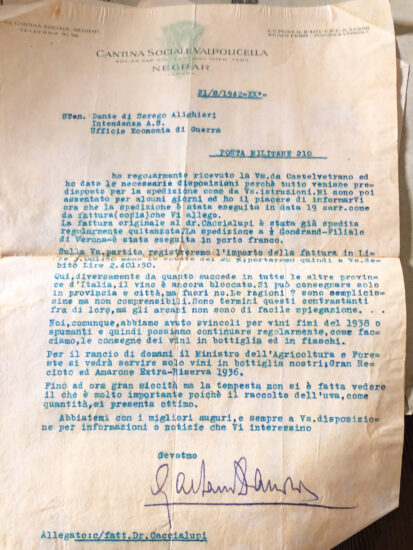 CANTINA SOCIALE - NEGRAR
CANTINA SOCIALE VALPOLICELLA
NEGRAR
VERONA
21/8/1942-XX°-
STen. Dante di Serego Alighieri
Intendenza A.S.
Ufficio Economia di Guerra
POSTA MILITARE 210
ho regolarmente ricevuto la Vs.da Castelvetrano ed
ho dato le necessarie disposizioni perchè tutto venisse pre-
disposto per la spedizione come da Vs.istruzioni.Mi sono poi
assentato per alcuni giorni ed ho il piacere di informarVi
ora che la spedizione è stata eseguita in data 19 corr.come
da fattura(copia)che Vi allego.
La fattura originale al dr.Caccialupi è stata già spedita
regolarmente quitanzata.La spedizione a ½ Gondrand-Filiale
di Verona-è stata eseguita in porto franco.
Sulla Vs.partita registreremo l'importo della fattura in Li-
re riporteremo quindi a Vs.de-
bito Lire 2.401:50.
Qui,diversamente da quanto succede in tutte le altre provin-
ce d'Italia,il vino è ancora bloccato.Si può consegnare solo
in provincia e città,ma fuori no.Le ragioni ? sono semplicis-
sime ma non comprensibili.Sono termini questi contrastanti
fra di loro,ma gli arcani non sono di facile spiegazione...
Noi,comunque,abbiamo avuto svincoli per vini fini del 1938 o
spumanti e quindi possiamo continuare regolarmente,come fac-
ciamo,le consegne dei vini in bottiglia ed in fiaschi.
Per il rancio di domani il Ministro dell'Agricoltura e Fore-
ste si vedrà servire solo vini in bottiglia nostri;Gran Re-
cioto ed Amarone Extra-Riserva 1936.
Fino ad ora gran siccità ma la tempesta non si è fatta vedere
il che è molto importante poichè il raccolto dell'uva,come
quantità,si presenta ottimo.
Abbiatemi con i migliori auguri,e sempre a Vs.disposizio-
ne per informazioni o notizie che Vi interessino
devotmo
Allegato:c/fatt.Dr.Caccialupi